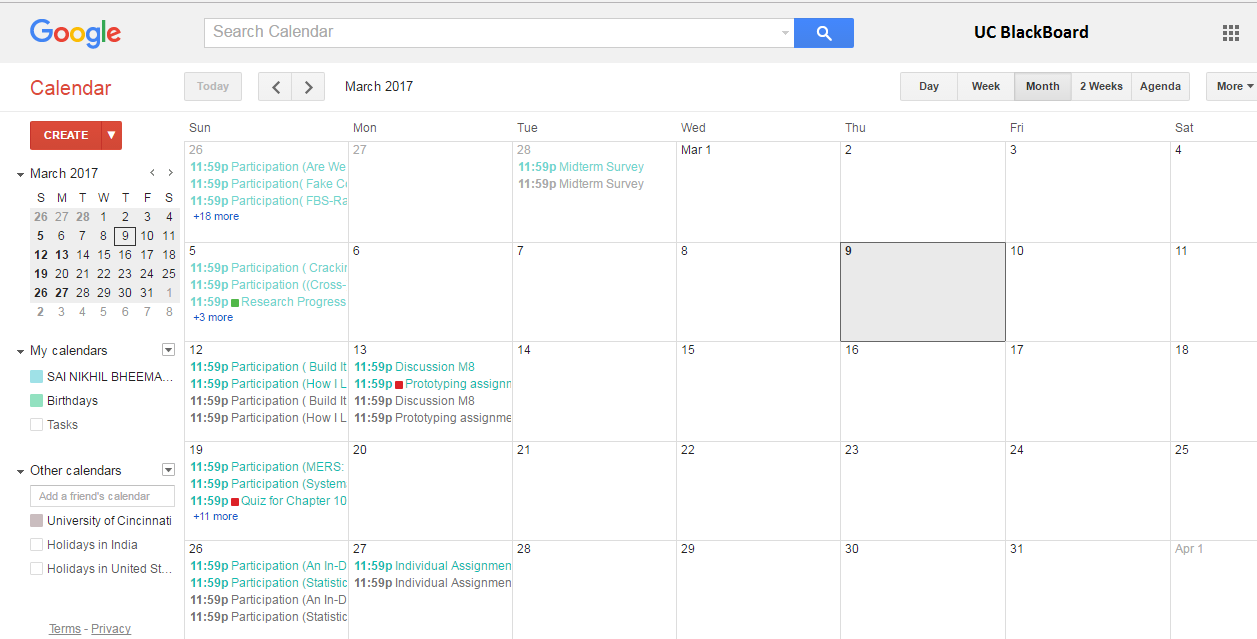 Google
Search Calendar
UC BlackBoard
Calendar
Today
March 2017
Day Week Month 2 Weeks Agenda
More
CREATE
March 2017
S M T W T F S
26 27 28 1 2 3 4
5 6 7 8 9 10 11
12 13 14 15 16 17 18
19 20 21 22 23 24 25
26 27 28 29 30 31 1
2 3 4 5 6 7 8
My calendars
SAI NIKHIL BHEEMA...
Birthdays
Tasks
Other calendars
Add a friend's calendar
University of Cincinnati
Holidays in India
Holidays in United St...
Terms - Privacy
Sun Mon Tue Wed Thu Fri Sat
26 27 28 Mar 1 2 3 4
11:59p Participation (Are We
11:59p Participation( Fake Ce
11:59p Participation( FBS-Ra
+18 more
11:59p Midterm Survey
11:59p Midterm Survey
5 6 7 8 9 10 11
11:59p Participation ( Crackin
11:59p Participation ((Cross-
11:59p Research Progress
+3 more
12 13 14 15 16 17 18
11:59p Participation ( Build It
11:59p Participation (How I L
11:59p Participation ( Build It
11:59p Participation (How I L
11:59p Discussion M8
11:59p Prototyping assignm
11:59p Discussion M8
11:59p Prototyping assignme
19 20 21 22 23 24 25
11:59p Participation (MERS:
11:59p Participation (System
11:59p Quiz for Chapter 10
+11 more
26 27 28 29 30 31 Apr 1
11:59p Participation (An In-D
11:59p Participation (Statistic
11:59p Participation (An In-D
11:59p Participation (Statistic
11:59p Individual Assignmen
11:59p Individual Assignmen